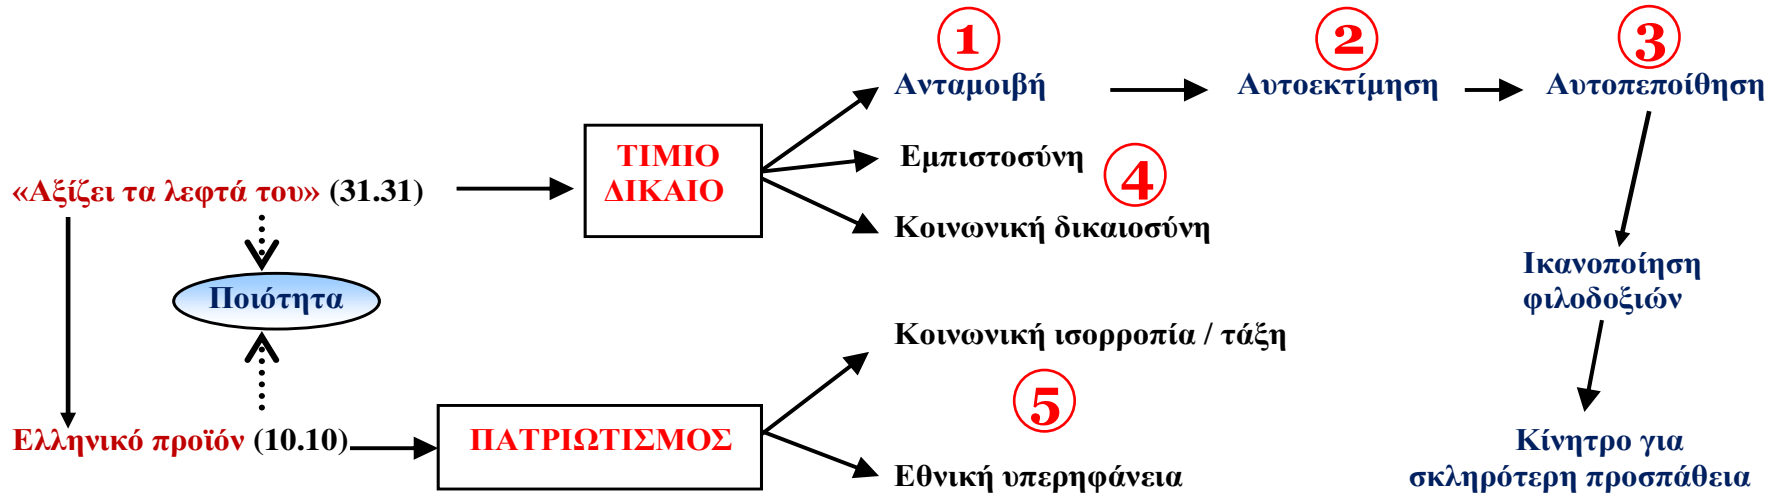 1
2
3
Ανταμοιβή
Αυτοεκτίμηση
Αυτοπεποίθηση
ΤΙΜΙΟ
ΔΙΚΑΙΟ
Εμπιστοσύνη
4
«Αξίζει τα λεφτά του» (31.31)
Κοινωνική δικαιοσύνη
Ικανοποίηση
φιλοδοξιών
Ποιότητα
Κοινωνική ισορροπία / τάξη
5
Ελληνικό προϊόν (10.10)
ΠΑΤΡΙΩΤΙΣΜΟΣ
Εθνική υπερηφάνεια
Κίνητρο για
σκληρότερη προσπάθεια